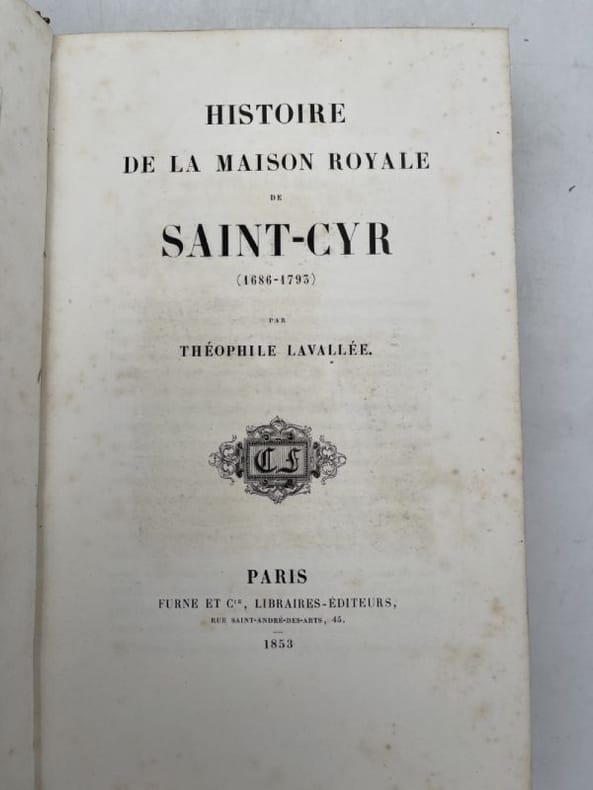 HISTOIRE
DE LA MAISON ROYALE
DE
SAINT-CYR
(1686-1793)
PAR
THÉOPHILE LAVALLÉE.
CF
PARIS
FURNE ET Cie, LIBRAIRES-ÉDITEURS,
RUE SAINT-ANDRÉ-DES-ARTS, 45.
1853